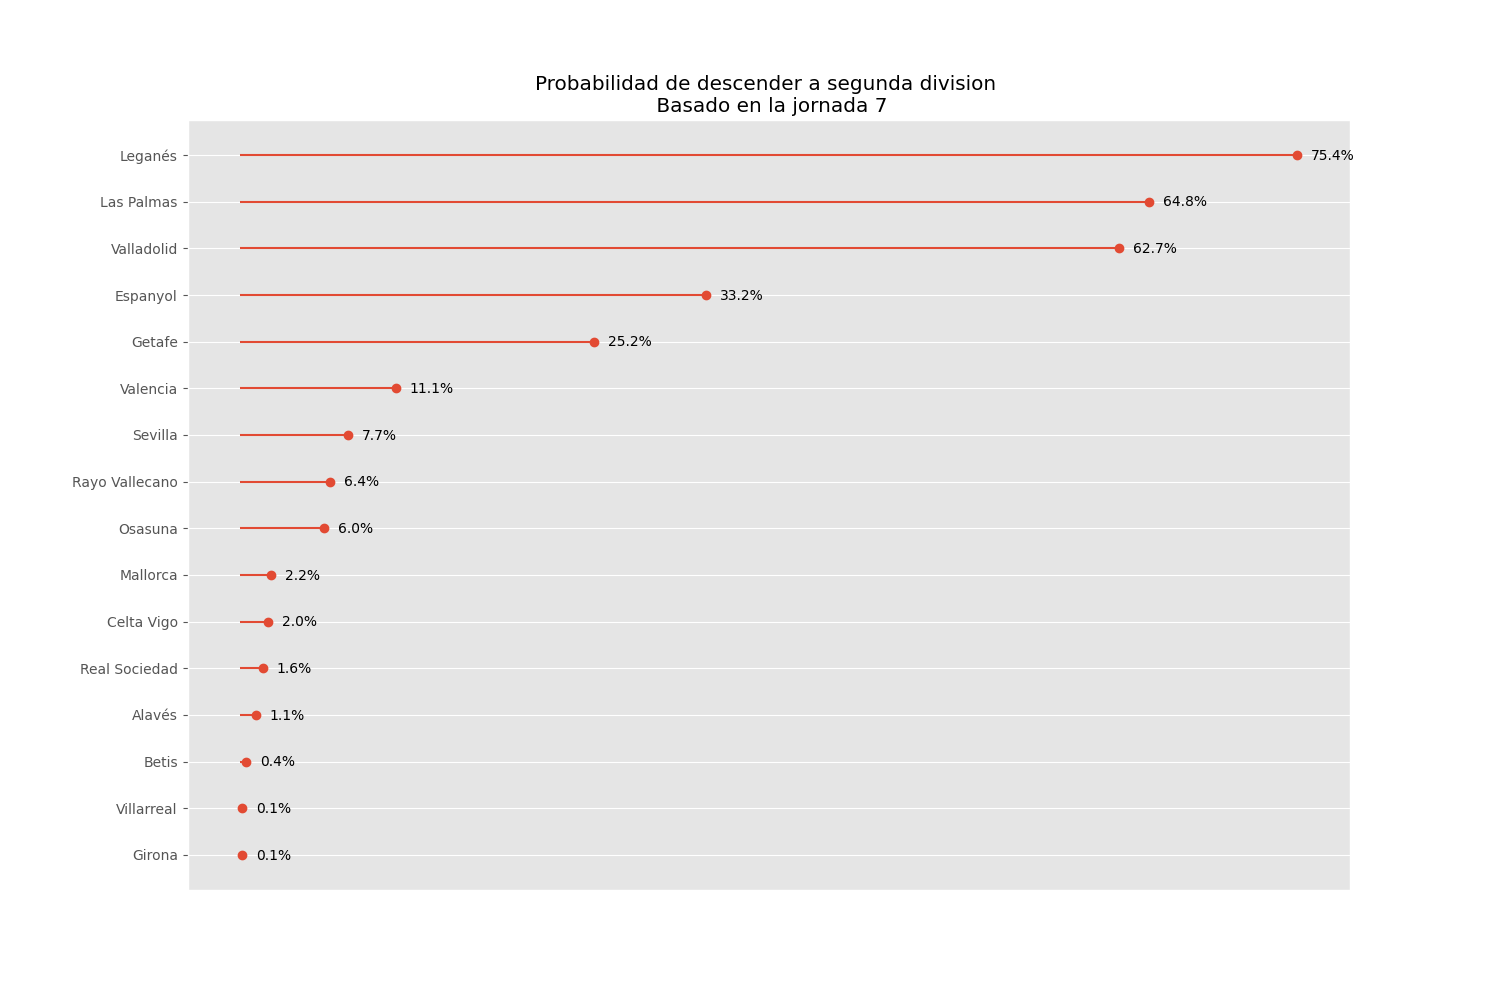 Probabilidad de descender a segunda division
Basado en la jornada 7
Leganés 75.4%
Las Palmas 64.8%
Valladolid 62.7%
Espanyol 33.2%
Getafe 25.2%
Valencia 11.1%
Sevilla 7.7%
Rayo Vallecano 6.4%
Osasuna 6.0%
Mallorca 2.2%
Celta Vigo 2.0%
Real Sociedad 1.6%
Alavés 1.1%
Betis 0.4%
Villarreal 0.1%
Girona 0.1%